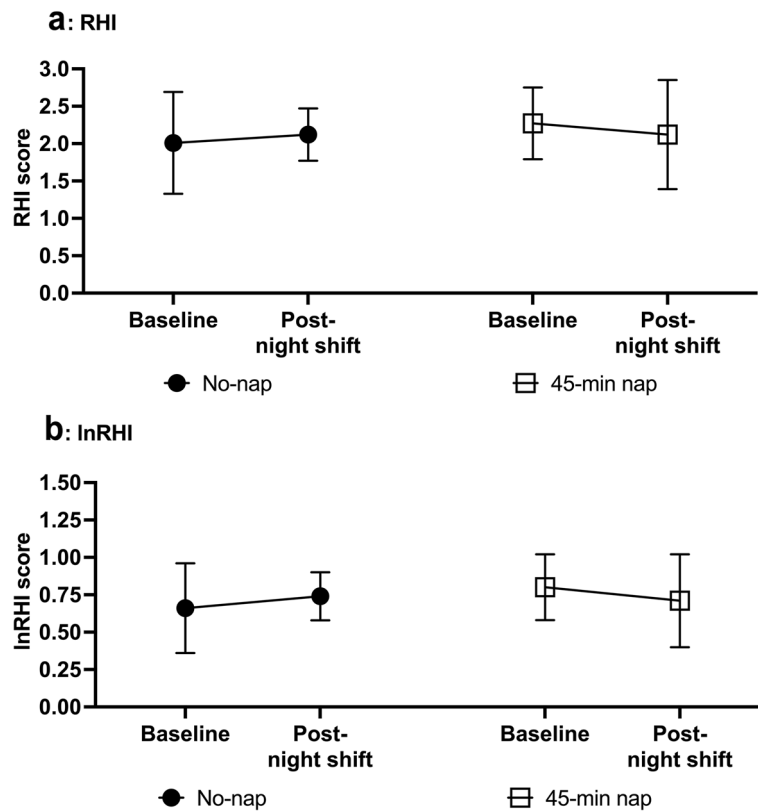 a: RHI
3.0
2.5
2.0
1.5
1.0
0.5
0.0
RHI score
Baseline
Post-
night shift
Baseline
Post-
night shift
No-nap
45-min nap
b: lnRHI
1.50
1.25
1.00
0.75
0.50
0.25
0.00
lnRHI score
Baseline
Post-
night shift
Baseline
Post-
night shift
No-nap
45-min nap